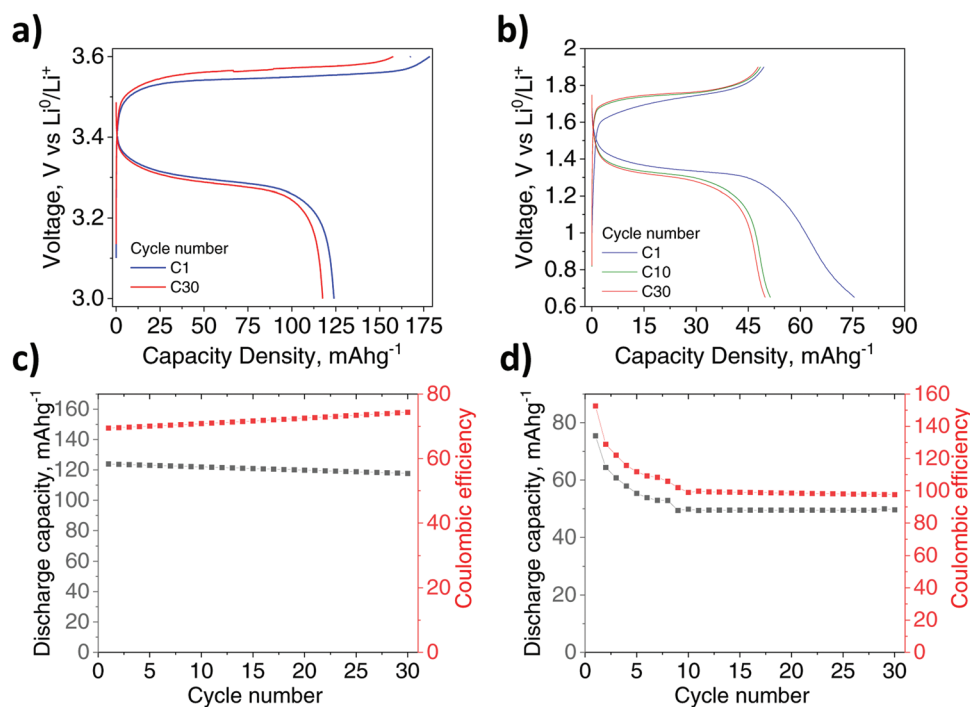 a)
3.6
3.4
3.2
3.0
Voltage, V vs Li⁰/Li⁺
Cycle number
C1
C30
0 25 50 75 100 125 150 175
Capacity Density, mAhg⁻¹
b)
2
1.8
1.6
1.4
1.2
1
0.8
0.6
Voltage, V vs Li⁰/Li⁺
Cycle number
C1
C10
C30
0 15 30 45 60 75 90
Capacity Density, mAhg⁻¹
c)
160
140
120
100
80
60
40
20
0
Discharge capacity, mAhg⁻¹
80
60
40
20
0
Coulombic efficiency
0 5 10 15 20 25 30
Cycle number
d)
80
60
40
20
0
Discharge capacity, mAhg⁻¹
160
140
120
100
80
60
40
20
0
Coulombic efficiency
0 5 10 15 20 25 30
Cycle number